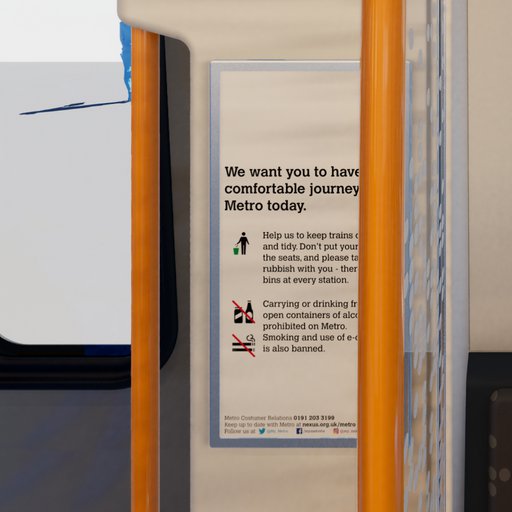 We want you to have
comfortable journey
Metro today.
Help us to keep trains
and tidy. Don't put your
the seats, and please ta
rubbish with you - ther
bins at every station.
Carrying or drinking fr
open containers of alco
prohibited on Metro.
Smoking and use of e-c
is also banned.
Metro Customer Relations 0191 203 3199
Keep up to date with Metro at nexus.org.uk/metro
Follow us at